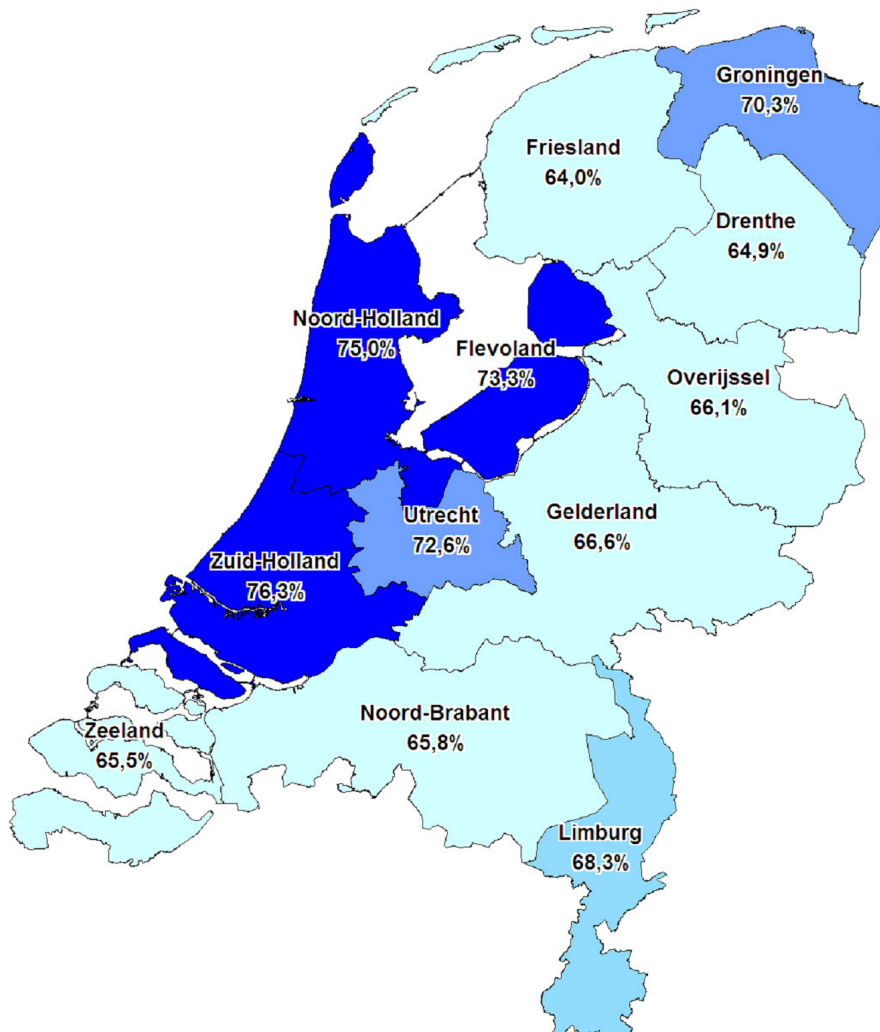 Groningen
70,3%
Friesland
64,0%
Drenthe
64,9%
Noord-Holland
75,0%
Flevoland
73,3%
Overijssel
66,1%
Utrecht
72,6%
Gelderland
66,6%
Zuid-Holland
76,3%
Noord-Brabant
65,8%
Zeeland
65,5%
Limburg
68,3%